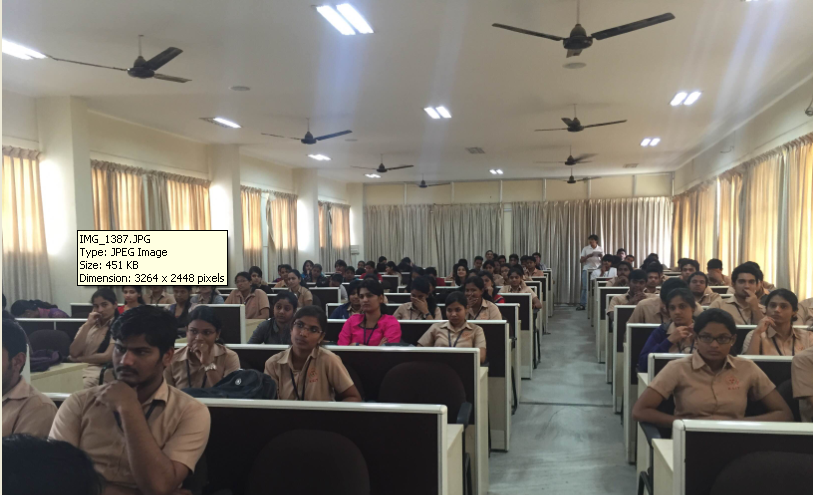 IMG_1387.JPG
Type: JPEG Image
Size: 451 KB
Dimension: 3264 x 2448 pixels